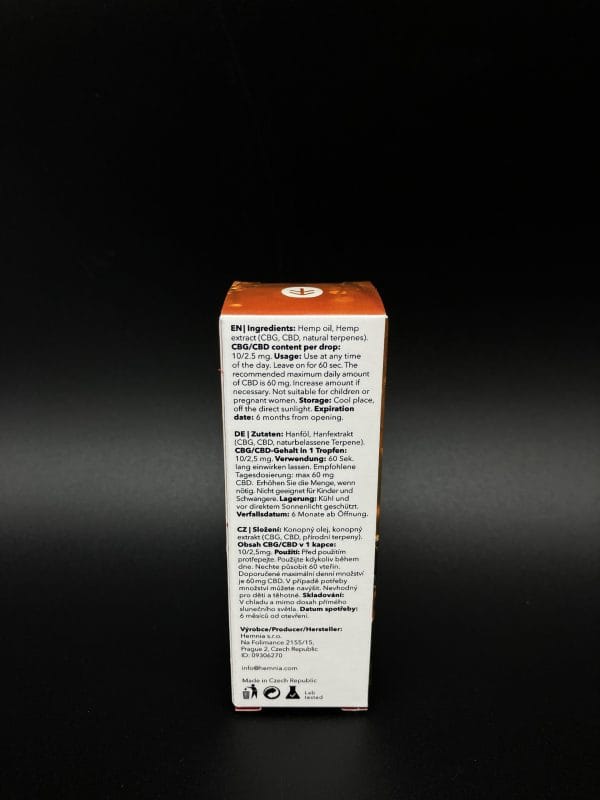 EN| Ingredients: Hemp oil, Hemp
extract (CBG, CBD, natural terpenes).
CBG/CBD content per drop:
10/2.5 mg. Usage: Use at any time
of the day. Leave on for 60 sec. The
recommended maximum daily amount
of CBD is 60 mg. Increase amount if
necessary. Not suitable for children or
pregnant women. Storage: Cool place,
off the direct sunlight. Expiration
date: 6 months from opening.
DE | Zutaten: Hanföl, Hanfextrakt
(CBG, CBD, naturbelassene Terpene).
CBG/CBD-Gehalt in 1 Tropfen:
10/2,5 mg. Verwendung: 60 Sek.
lang einwirken lassen. Empfohlene
Tagesdosierung: max 60 mg
CBD. Erhöhen Sie die Menge, wenn
nötig. Nicht geeignet für Kinder und
Schwangere. Lagerung: Kühl und
vor direktem Sonnenlicht geschützt.
Verfallsdatum: 6 Monate ab Öffnung.
CZ | Složení: Konopný olej, konopný
extrakt (CBG, CBD, přírodní terpeny).
Obsah CBG/CBD v 1 kapce:
10/2,5mg. Použití: Před použitím
protřepejte. Použijte kdykoliv během
dne. Nechte působit 60 vteřin.
Doporučené maximální denní množství
je 60 mg CBD. V případě potřeby
množství můžete navýšit. Nevhodný
pro děti a těhotné. Skladování:
V chladu a mimo dosah přímého
slunečního světla. Datum spotřeby:
6 měsíců od otevření.
Výrobce/Producer/Hersteller:
Hemnia s.r.o.
Na Folimance 2155/15,
Prague 2, Czech Republic
ID: 09306270
info@hemnia.com
Made in Czech Republic
Lab
tested